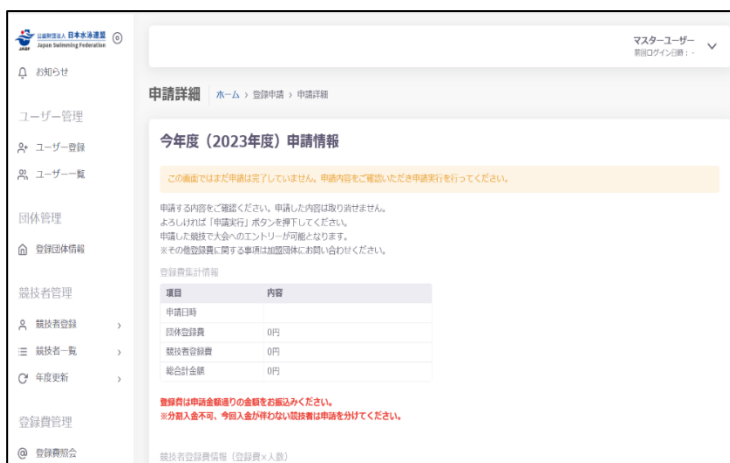 公益財団法人 日本水泳連盟
Japan Swimming Federation
お知らせ
ユーザー管理
ユーザー登録
ユーザー一覧
団体管理
登録団体情報
競技者管理
競技者登録
競技者一覧
年度更新
登録費管理
登録費照会
マスターユーザー
前回ログイン日時：-
申請詳細 ホーム > 登録申請 > 申請詳細
今年度（2023年度）申請情報
この画面ではまだ申請は完了していません。申請内容をご確認いただき申請実行を行ってください。
申請する内容をご確認ください。申請した内容は取り消せません。
よろしければ「申請実行」ボタンを押下してください。
申請した競技で大会へのエントリーが可能となります。
※その他登録費に関する事項は加盟団体にお問い合わせください。
登録費集計情報
項目 内容
申請日時
団体登録費 0円
競技者登録費 0円
総合計金額 0円
登録費は申請金額通りの金額をお振込みください。
※分割入金不可、今回入金が伴わない競技者は申請を分けてください。
競技者登録費情報（登録費×人数）